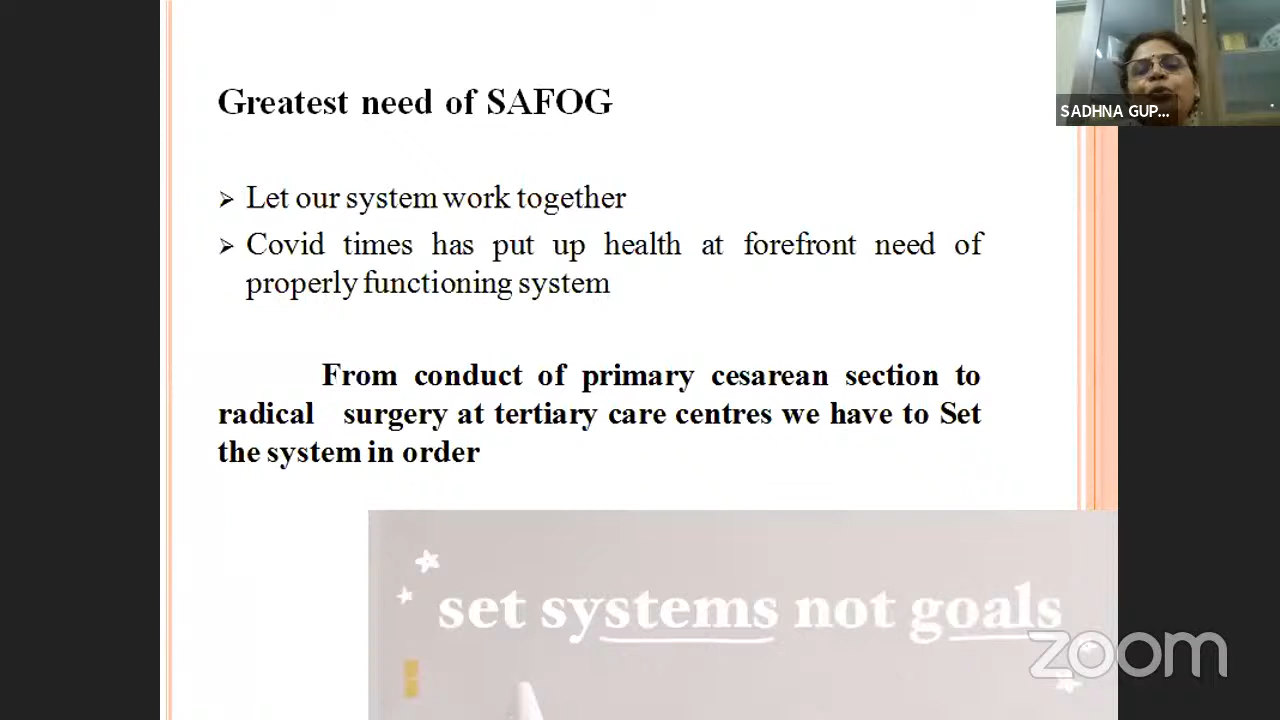 Greatest need of SAFOG
SADHNA GUP...
➢ Let our system work together
➢ Covid times has put up health at forefront need of
properly functioning system
From conduct of primary cesarean section to
radical surgery at tertiary care centres we have to Set
the system in order
set systems not goals
zoom